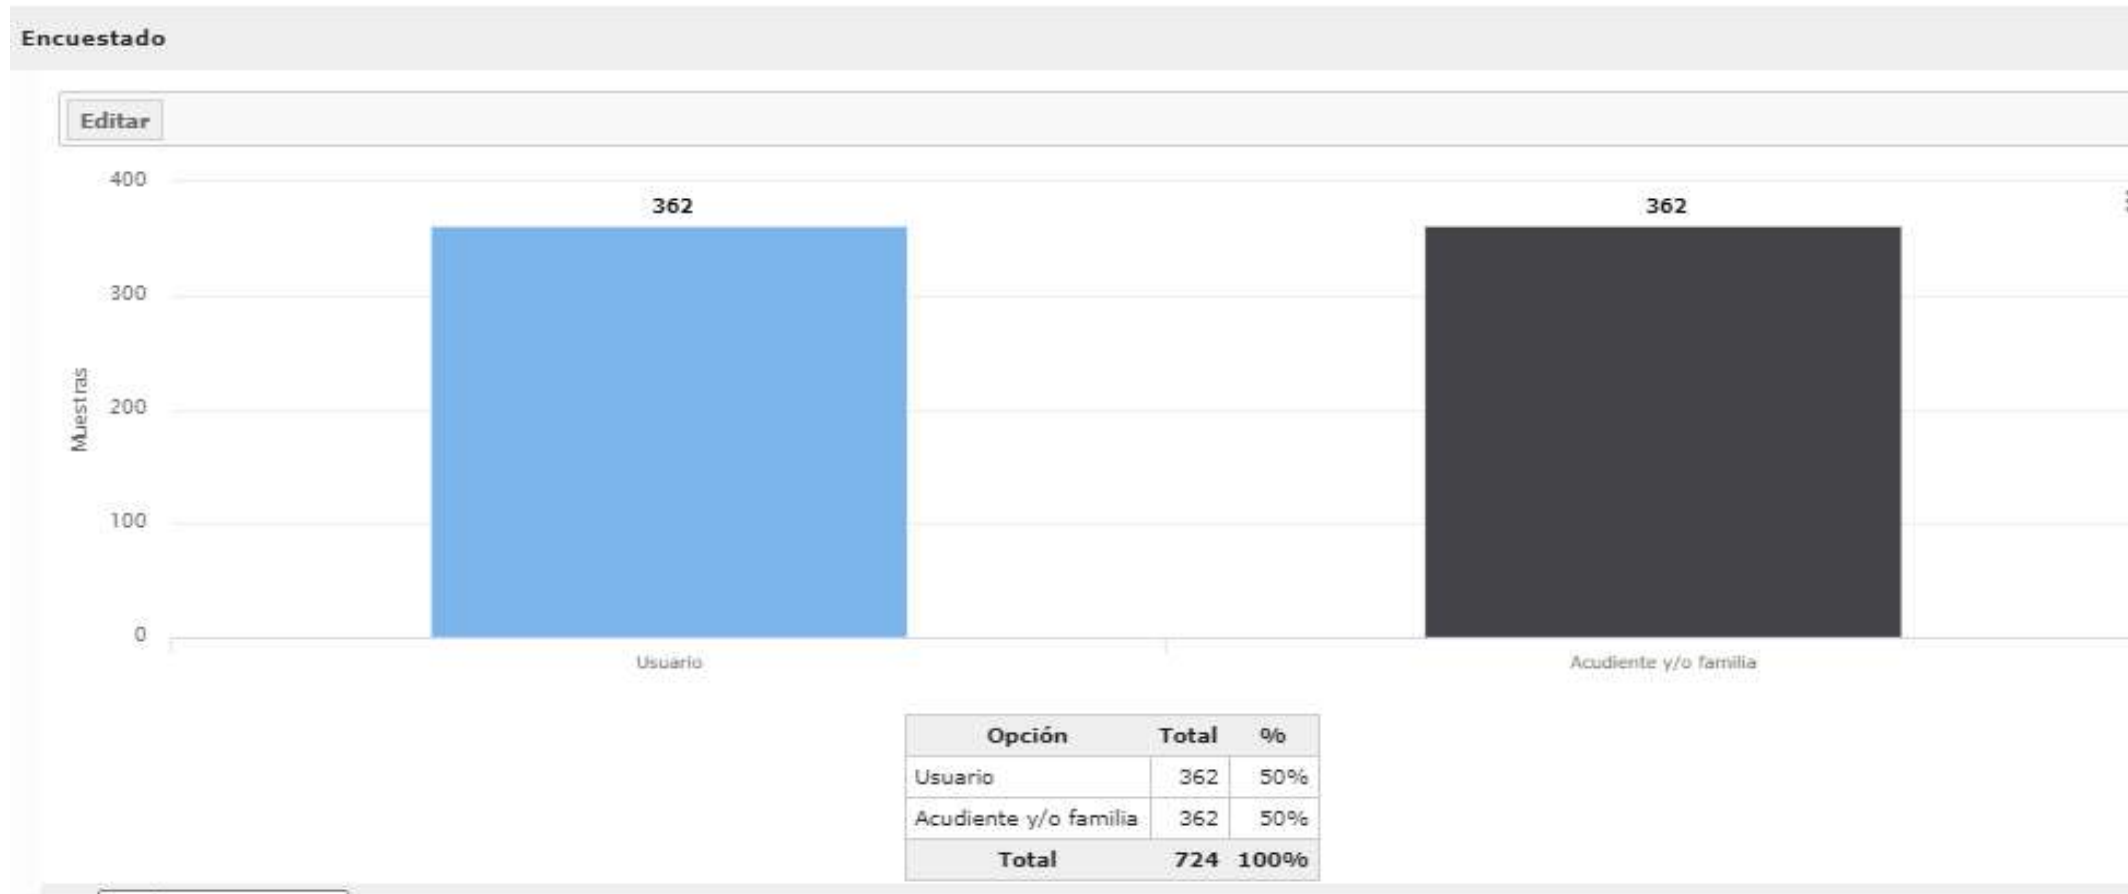 Encuestado
Editar
400
362
362
300
Muestras
200
100
0
Usuario
Acudiente y/o familia
Opción Total %
Usuario 362 50%
Acudiente y/o familia 362 50%
Total 724 100%